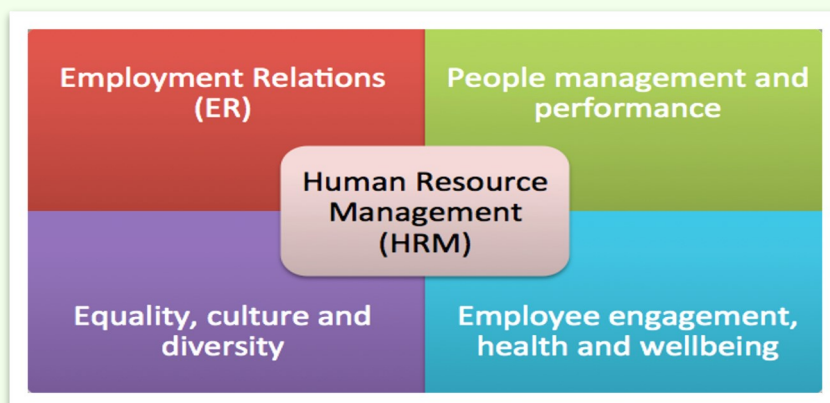 Employment Relations
(ER)
People management and
performance
Human Resource
Management
(HRM)
Equality, culture and
diversity
Employee engagement,
health and wellbeing